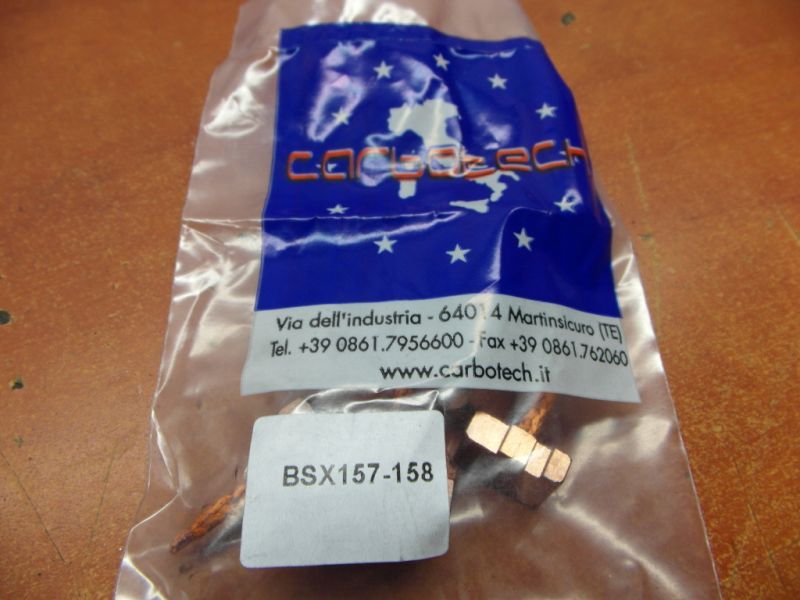 carbotech
Via dell'industria - 64014 Martinsicuro (TE)
Tel. +39 0861.7956600 - Fax +39 0861.762060
www.carbotech.it
BSX157-158